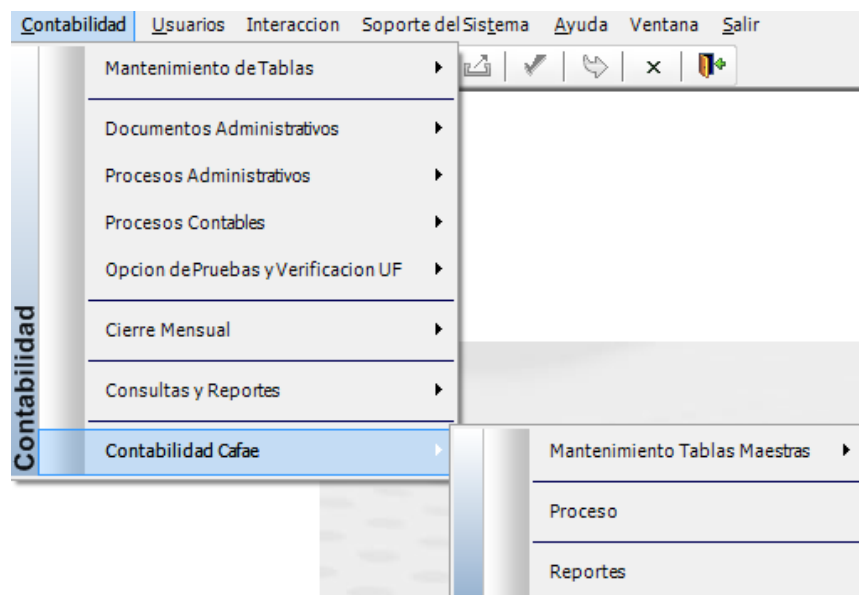 Contabilidad Usuarios Interaccion Soporte del Sistema Ayuda Ventana Salir
Mantenimiento de Tablas
Documentos Administrativos
Procesos Administrativos
Procesos Contables
Opcion de Pruebas y Verificacion UF
Cierre Mensual
Consultas y Reportes
Contabilidad Cafae
Contabilidad
Mantenimiento Tablas Maestras
Proceso
Reportes